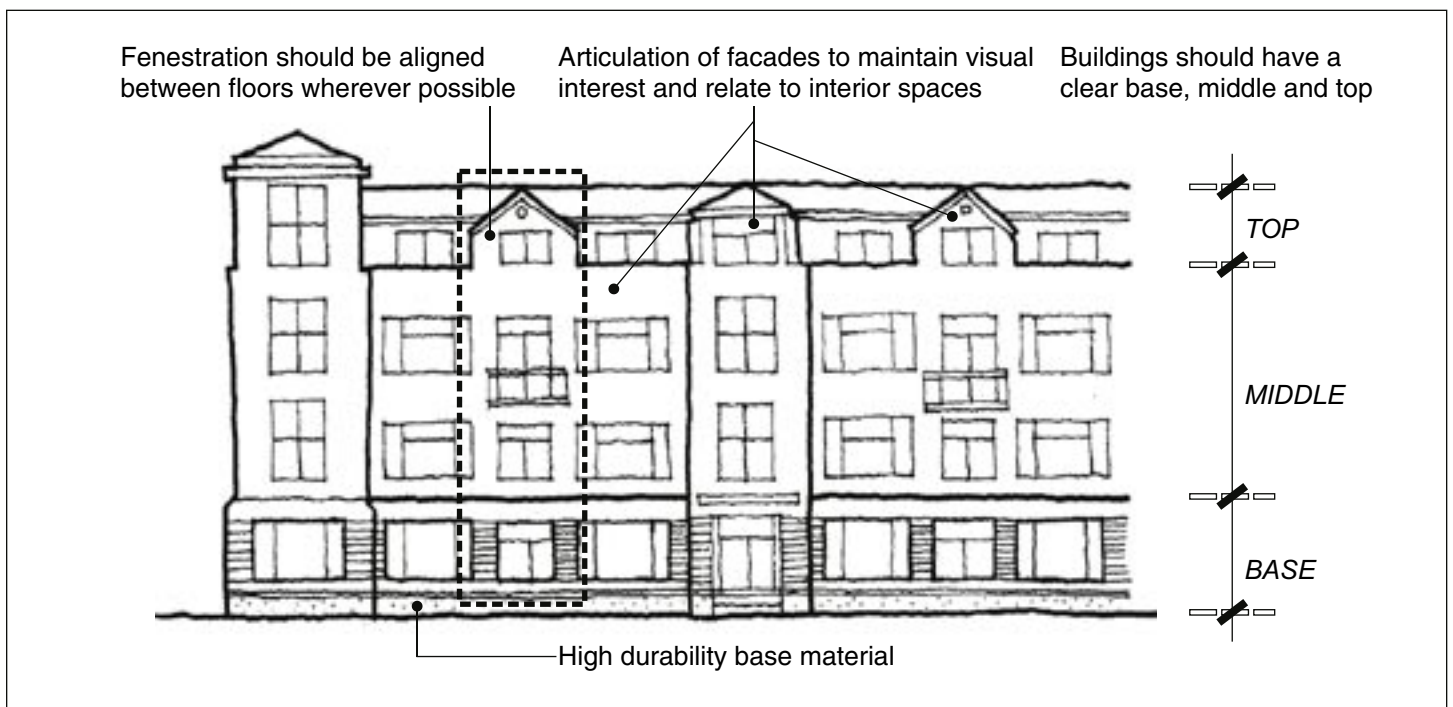 Fenestration should be aligned
between floors wherever possible
Articulation of facades to maintain visual
interest and relate to interior spaces
Buildings should have a
clear base, middle and top
TOP
MIDDLE
BASE
High durability base material